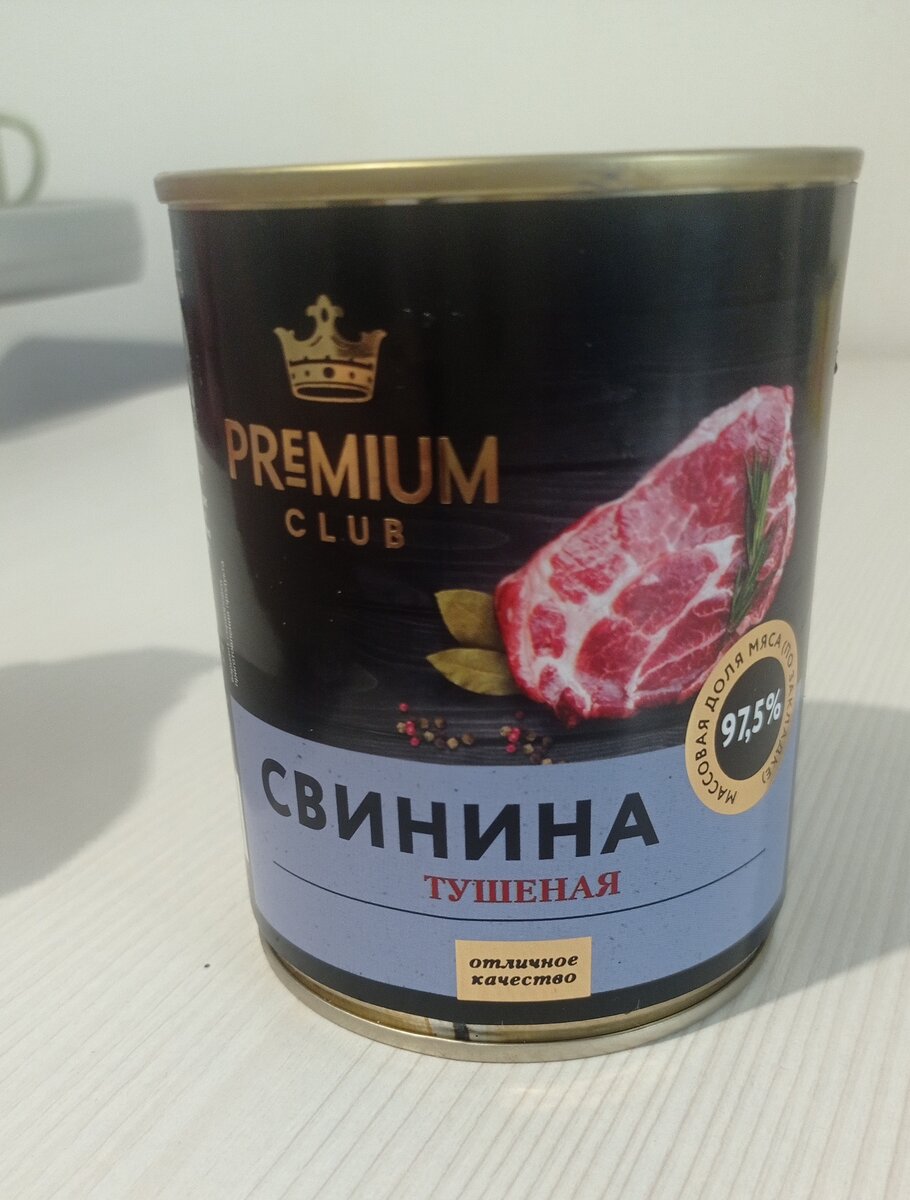 PREMIUM
CLUB
МАССОВАЯ ДОЛЯ МЯСА (ПО ЗАКЛАДКЕ)
97,5%
СВИНИНА
ТУШЕНАЯ
отличное
качество